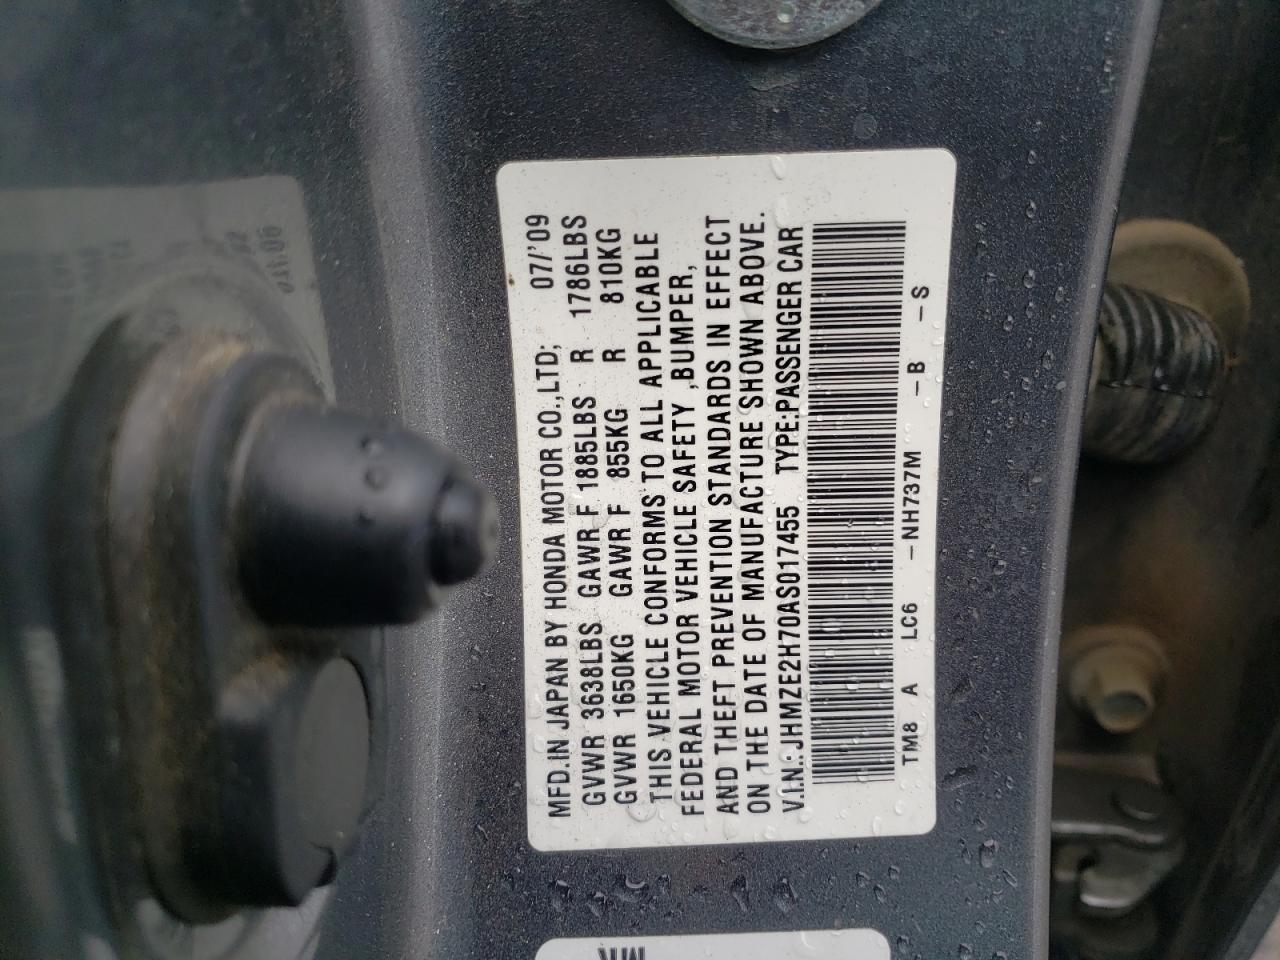 MFD.IN JAPAN BY HONDA MOTOR CO.,LTD; 07/'09
GVWR 3638LBS GAWR F 1885LBS R 1786LBS
GVWR 1650KG GAWR F 855KG R 810KG
THIS VEHICLE CONFORMS TO ALL APPLICABLE
FEDERAL MOTOR VEHICLE SAFETY ,BUMPER,
AND THEFT PREVENTION STANDARDS IN EFFECT
ON THE DATE OF MANUFACTURE SHOWN ABOVE.
V.I.N.:JHMZE2H70AS017455 TYPE:PASSENGER CAR
TM8 A LC6 -NH737M -B -S